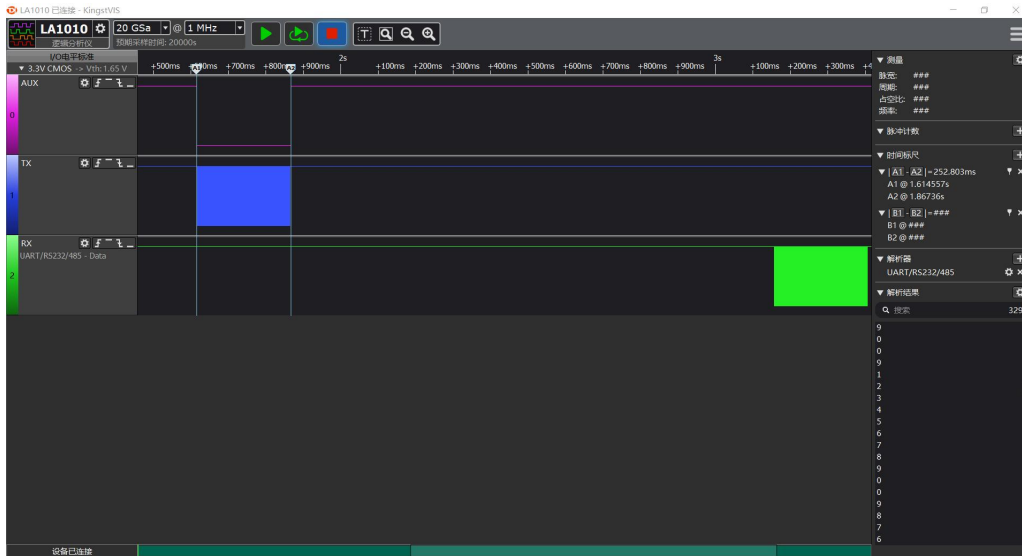 LA1010 已连接 - KingstVIS
LA1010
逻辑分析仪
20 GSa @ 1 MHz
预期采样时间: 20000s
I/O电平标准
3.3V CMOS -> Vth: 1.65 V
+500ms +700ms +900ms 2s +100ms +200ms +300ms +400ms +500ms +600ms +700ms +800ms +900ms 3s +100ms +200ms +300ms
AUX
0
TX
1
RX
UART/RS232/485 - Data
2
测量
脉宽: ###
周期: ###
占空比: ###
频率: ###
脉冲计数
时间标尺
| A1 - A2 |=252.803ms
A1 @ 1.614557s
A2 @ 1.86736s
| B1 - B2 |=###
B1 @ ###
B2 @ ###
解析器
UART/RS232/485
解析结果
搜索 329
9
0
0
9
1
2
3
4
5
6
7
8
9
0
0
9
8
7
6
设备已连接